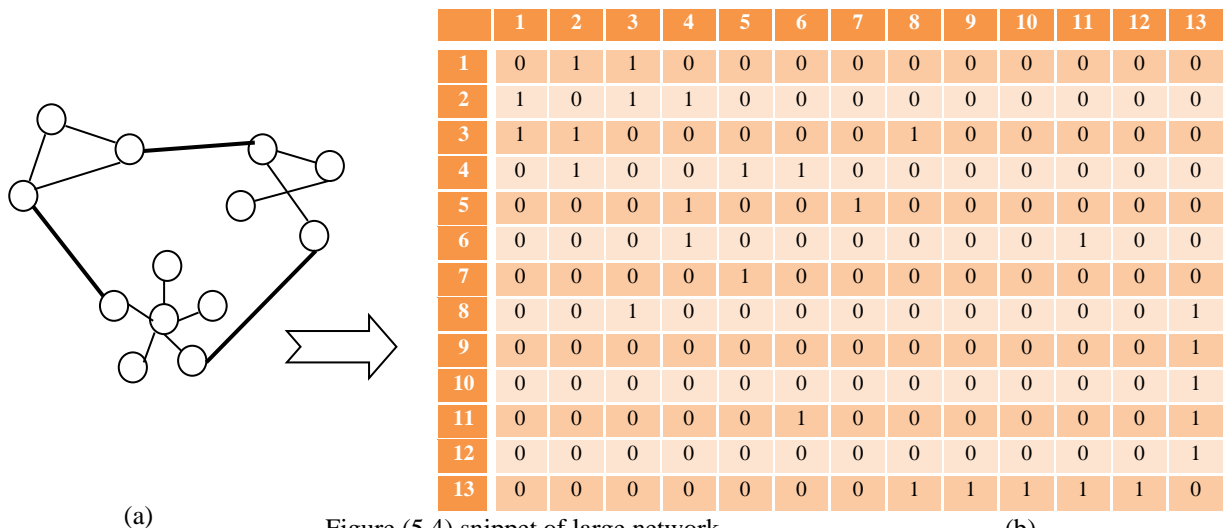 1 2 3 4 5 6 7 8 9 10 11 12 13
1 0 1 1 0 0 0 0 0 0 0 0 0 0
2 1 0 1 1 0 0 0 0 0 0 0 0 0
3 1 1 0 0 0 0 0 1 0 0 0 0 0
4 0 1 0 0 1 1 0 0 0 0 0 0 0
5 0 0 0 1 0 0 1 0 0 0 0 0 0
6 0 0 0 1 0 0 0 0 0 0 1 0 0
7 0 0 0 0 1 0 0 0 0 0 0 0 0
8 0 0 1 0 0 0 0 0 0 0 0 0 1
9 0 0 0 0 0 0 0 0 0 0 0 0 1
10 0 0 0 0 0 0 0 0 0 0 0 0 1
11 0 0 0 0 0 1 0 0 0 0 0 0 1
12 0 0 0 0 0 0 0 0 0 0 0 0 1
13 0 0 0 0 0 0 0 1 1 1 1 1 0
(a)
Figure (5.4) snippet of large network
(b)